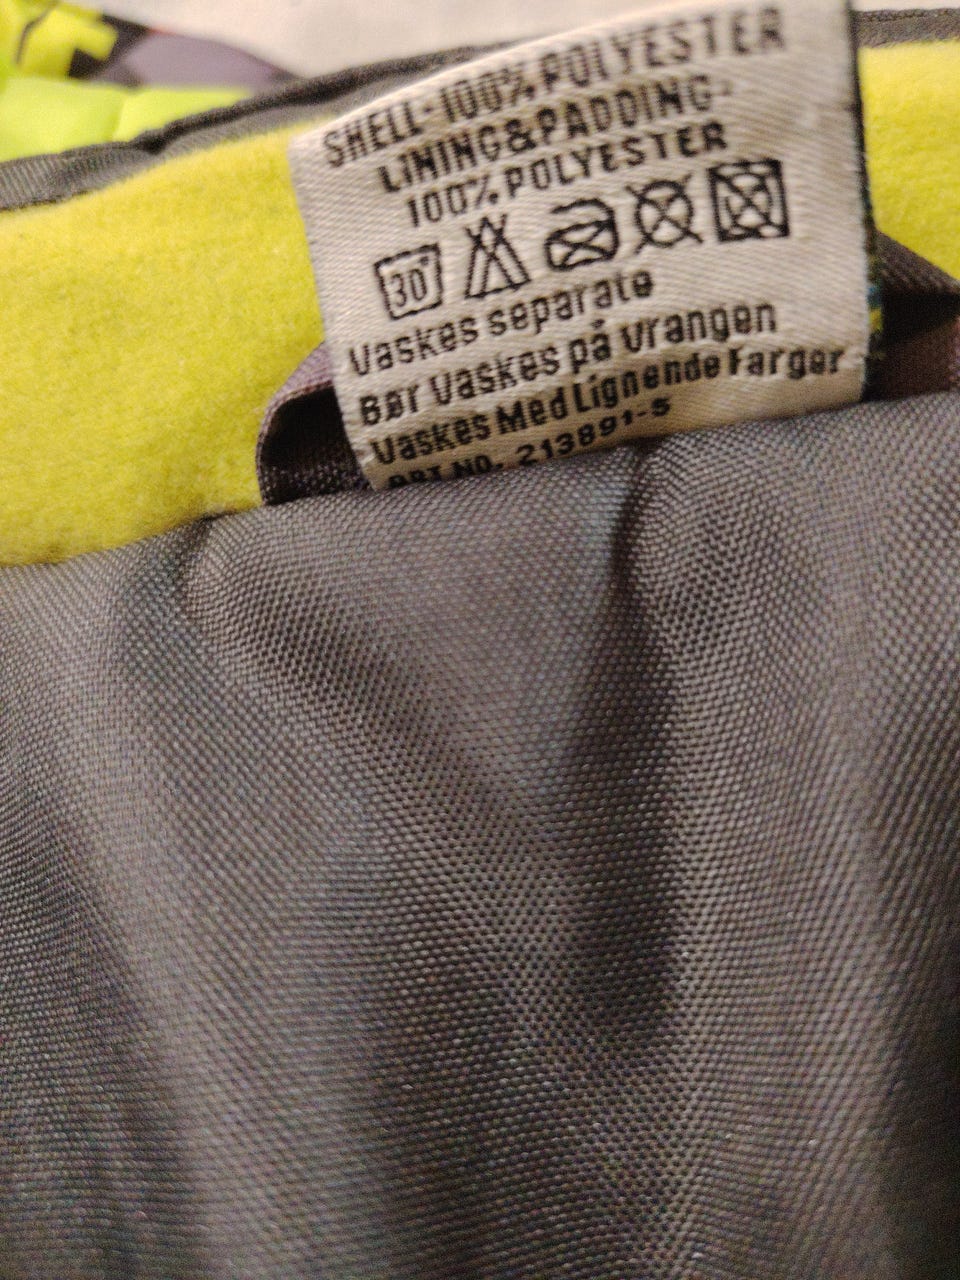 SHELL-100% POLYESTER
LINING&PADDING-
100% POLYESTER
30°
Vaskes separate
Bør Vaskes på Vrangen
Vaskes Med Lignende Farger
ART NO. 213891-5